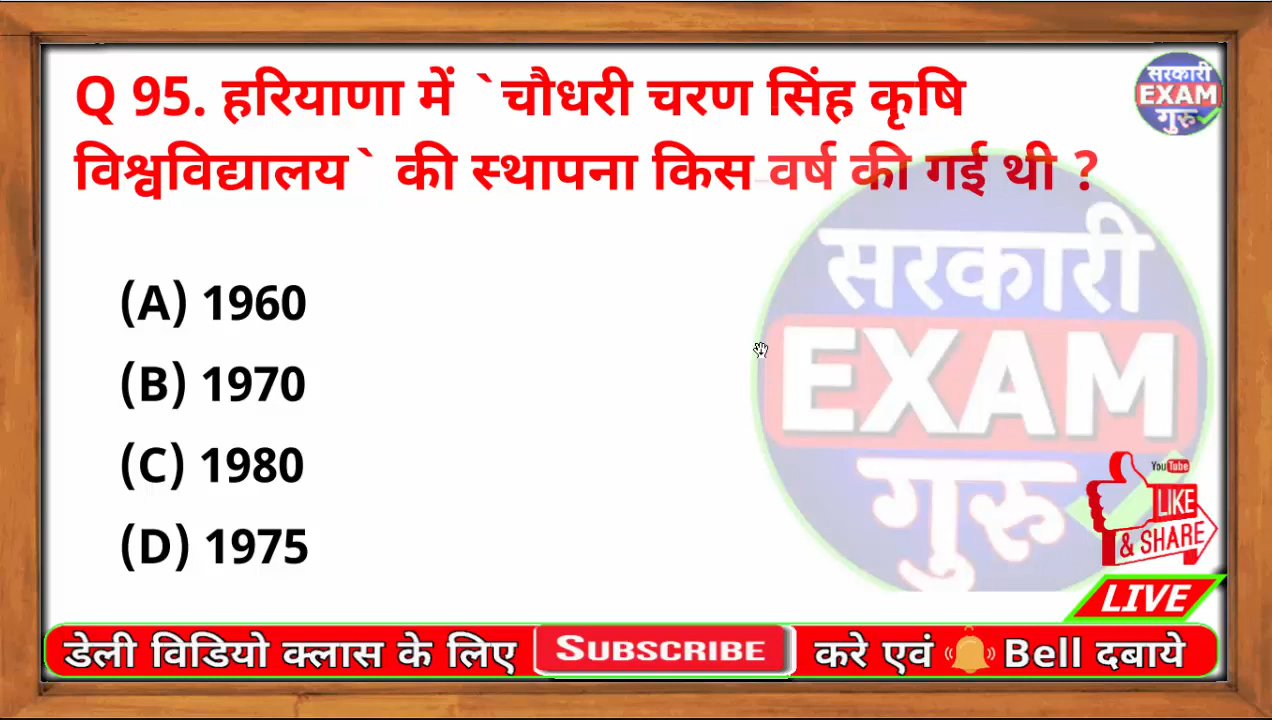 Q 95. हरियाणा में `चौधरी चरण सिंह कृषि
विश्वविद्यालय` की स्थापना किस वर्ष की गई थी ?
सरकारी
EXAM
गुरु
(A) 1960
(B) 1970
(C) 1980
(D) 1975
सरकारी
EXAM
गुरु
YouTube
LIKE
& SHARE
LIVE
डेली विडियो क्लास के लिए SUBSCRIBE करे एवं Bell दबाये